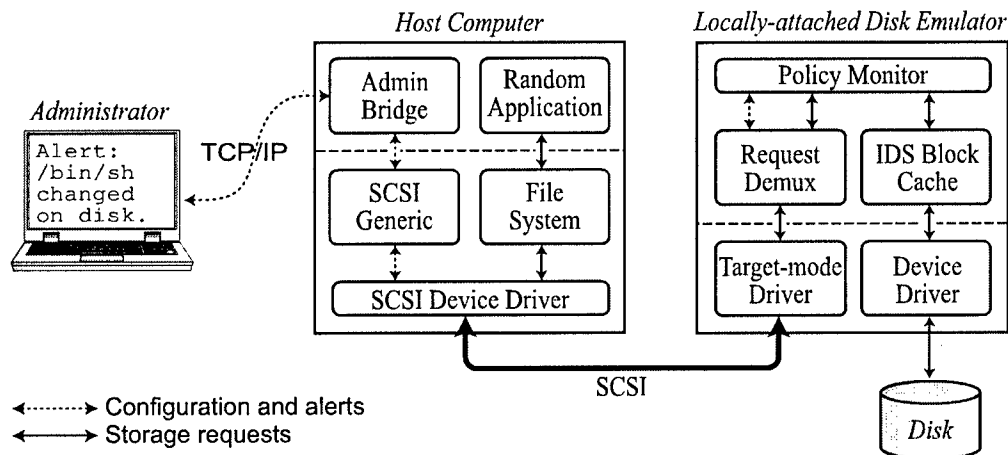 Host Computer
Locally-attached Disk Emulator
Administrator
Alert:
/bin/sh
changed
on disk.
TCP/IP
Admin
Bridge
Random
Application
SCSI
Generic
File
System
SCSI Device Driver
Policy Monitor
Request
Demux
IDS Block
Cache
Target-mode
Driver
Device
Driver
SCSI
Disk
Configuration and alerts
Storage requests